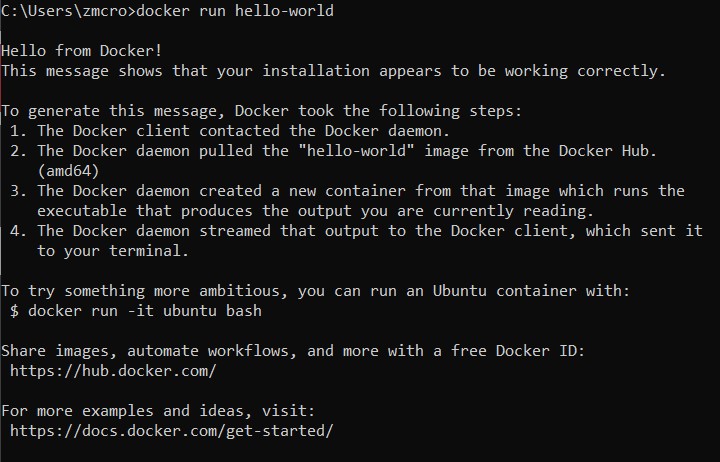 C:\Users\zmcro>docker run hello-world
Hello from Docker!
This message shows that your installation appears to be working correctly.
To generate this message, Docker took the following steps:
1. The Docker client contacted the Docker daemon.
2. The Docker daemon pulled the "hello-world" image from the Docker Hub.
(amd64)
3. The Docker daemon created a new container from that image which runs the
executable that produces the output you are currently reading.
4. The Docker daemon streamed that output to the Docker client, which sent it
to your terminal.
To try something more ambitious, you can run an Ubuntu container with:
$ docker run -it ubuntu bash
Share images, automate workflows, and more with a free Docker ID:
https://hub.docker.com/
For more examples and ideas, visit:
https://docs.docker.com/get-started/